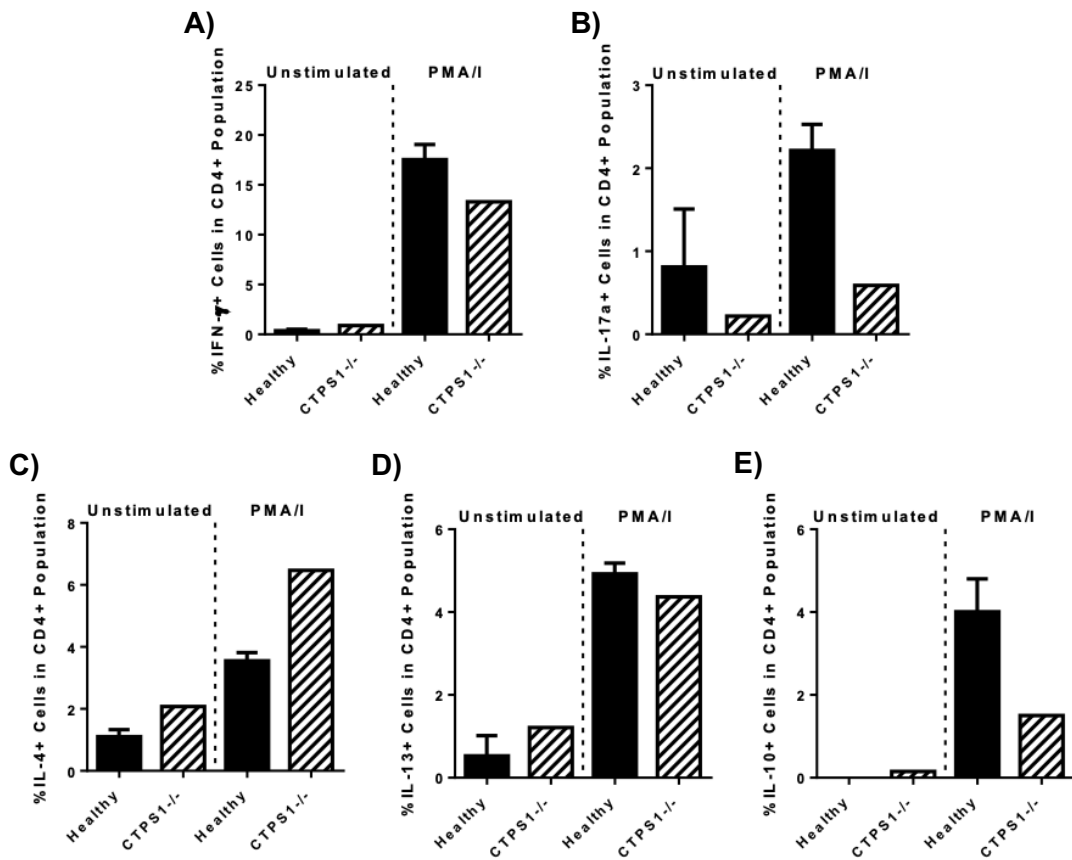 A)
Unstimulated PMA/I
%IFN-γ+ Cells in CD4+ Population
25
20
15
10
5
0
Healthy
CTPS1-/-
Healthy
CTPS1-/-
B)
Unstimulated PMA/I
%IL-17a+ Cells in CD4+ Population
3
2
1
0
Healthy
CTPS1-/-
Healthy
CTPS1-/-
C)
Unstimulated PMA/I
%IL-4+ Cells in CD4+ Population
8
6
4
2
0
Healthy
CTPS1-/-
Healthy
CTPS1-/-
D)
Unstimulated PMA/I
%IL-13+ Cells in CD4+ Population
6
4
2
0
Healthy
CTPS1-/-
Healthy
CTPS1-/-
E)
Unstimulated PMA/I
%IL-10+ Cells in CD4+ Population
6
4
2
0
Healthy
CTPS1-/-
Healthy
CTPS1-/-